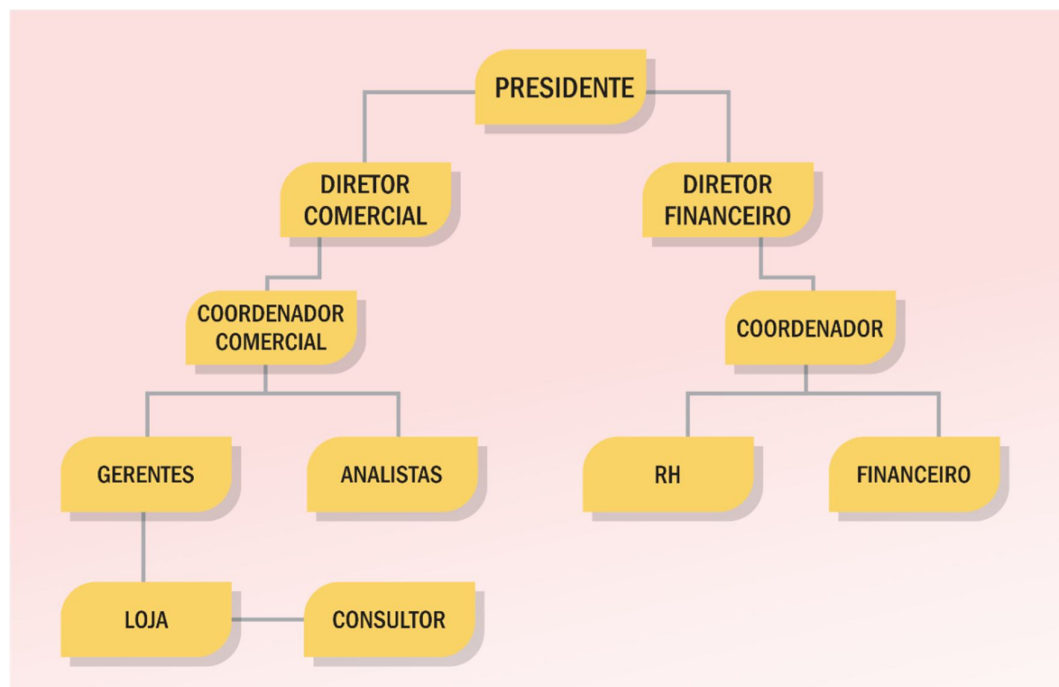 PRESIDENTE
DIRETOR
COMERCIAL
DIRETOR
FINANCEIRO
COORDENADOR
COMERCIAL
COORDENADOR
GERENTES
ANALISTAS
RH
FINANCEIRO
LOJA
CONSULTOR